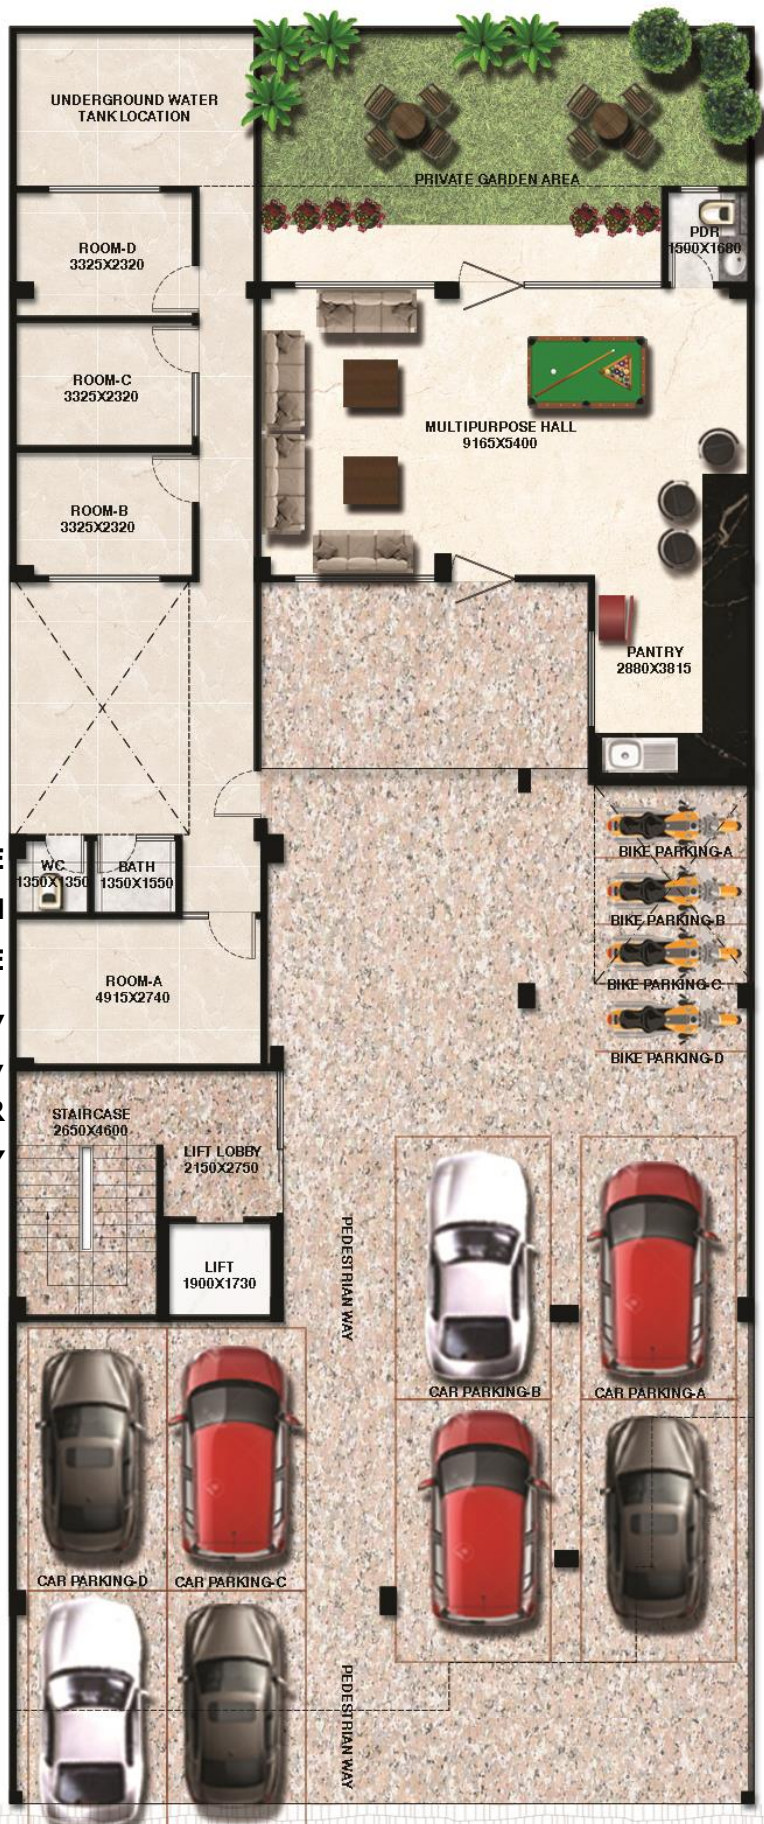 UNDERGROUND WATER
TANK LOCATION
PRIVATE GARDEN AREA
PDR
1500X1680
ROOM-D
3325X2320
ROOM-C
3325X2320
MULTIPURPOSE HALL
9165X5400
ROOM-B
3325X2320
PANTRY
2880X3815
BIKE PARKING-A
WC
1350X1350
BATH
1350X1550
BIKE PARKING-B
ROOM-A
4915X2740
BIKE PARKING-C
BIKE PARKING-D
STAIRCASE
2650X4600
LIFT LOBBY
2150X2750
LIFT
1900X1730
PEDESTRIAN WAY
CAR PARKING-B
CAR PARKING-A
CAR PARKING-D
CAR PARKING-C
PEDESTRIAN WAY